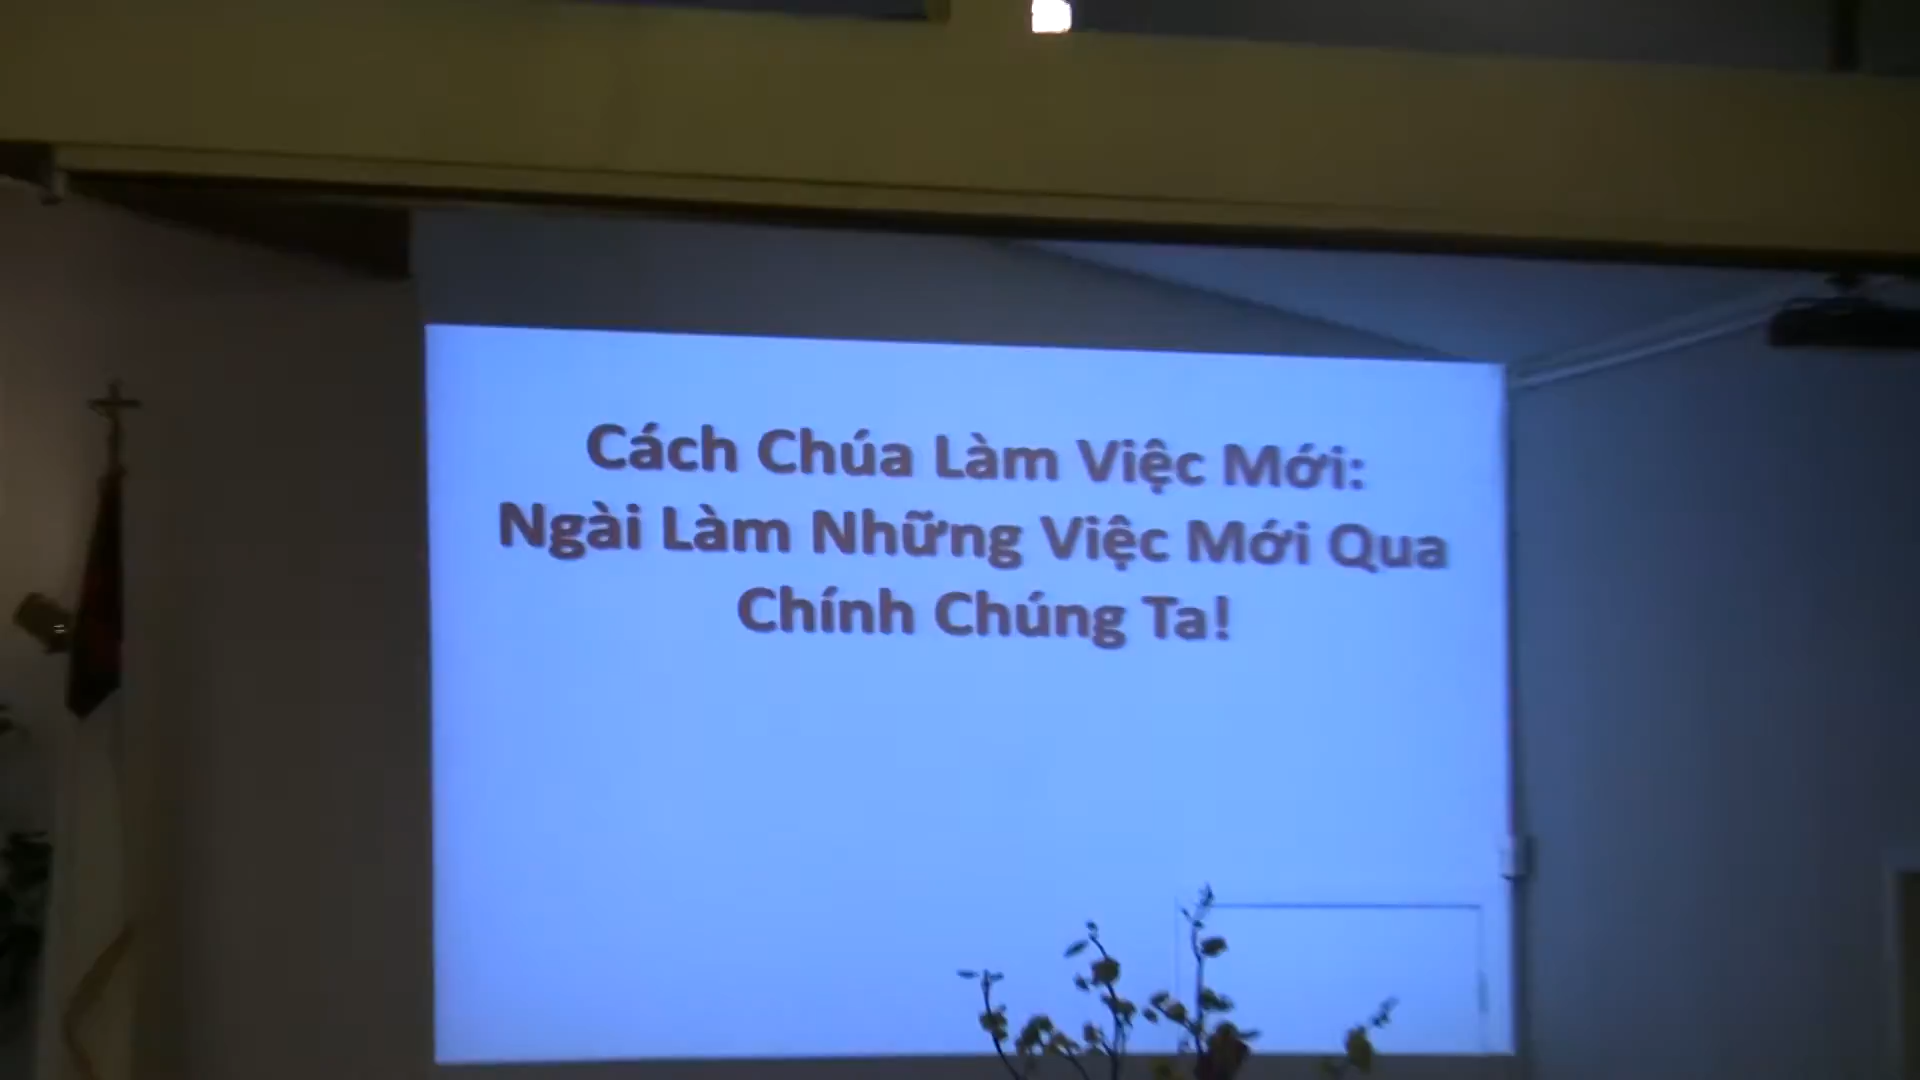 Cách Chúa Làm Việc Mới:
Ngài Làm Những Việc Mới Qua
Chính Chúng Ta!